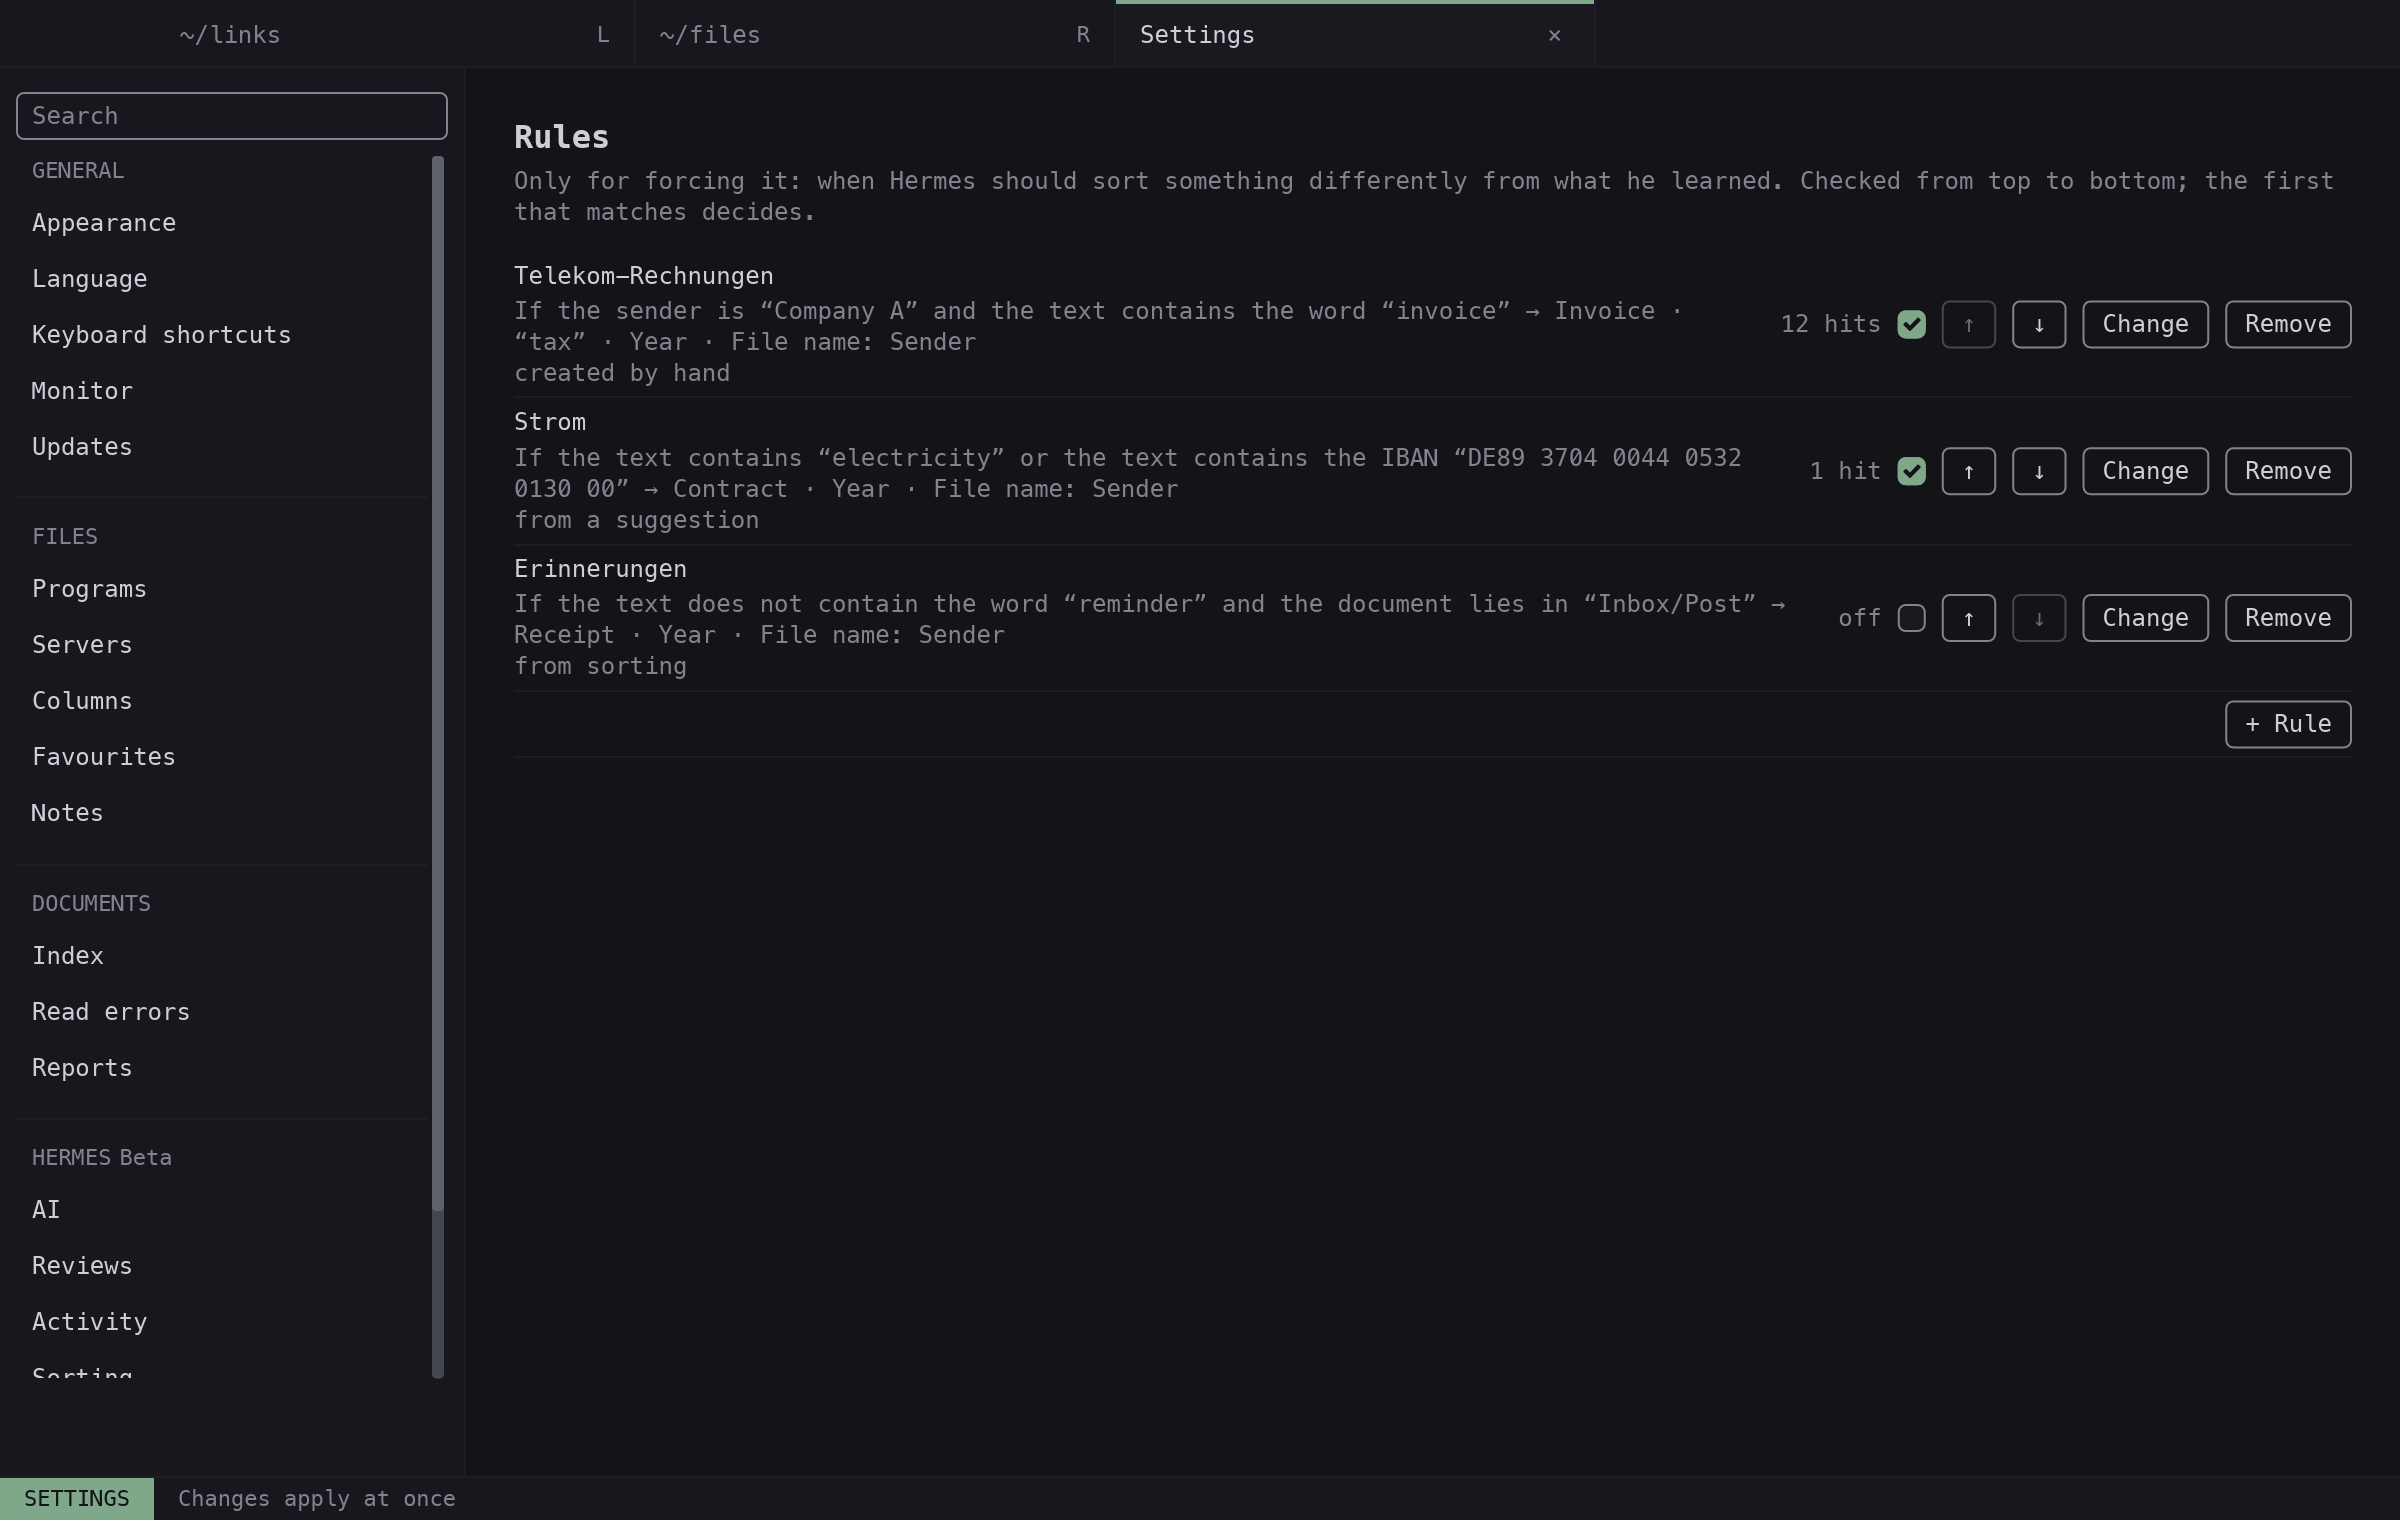 ~/links L ~/files R Settings ×
Search
GENERAL
Appearance
Language
Keyboard shortcuts
Monitor
Updates
FILES
Programs
Servers
Columns
Favourites
Notes
DOCUMENTS
Index
Read errors
Reports
HERMES Beta
AI
Reviews
Activity
Sorting
Rules
Only for forcing it: when Hermes should sort something differently from what he learned. Checked from top to bottom; the first
that matches decides.
Telekom–Rechnungen
If the sender is “Company A” and the text contains the word “invoice” → Invoice ·
“tax” · Year · File name: Sender
created by hand
12 hits ↑ ↓ Change Remove
Strom
If the text contains “electricity” or the text contains the IBAN “DE89 3704 0044 0532
0130 00” → Contract · Year · File name: Sender
from a suggestion
1 hit ↑ ↓ Change Remove
Erinnerungen
If the text does not contain the word “reminder” and the document lies in “Inbox/Post” →
Receipt · Year · File name: Sender
from sorting
off ↑ ↓ Change Remove
+ Rule
SETTINGS Changes apply at once